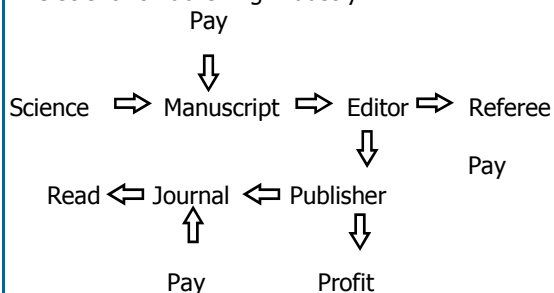 Pay
Science Manuscript Editor Referee
Pay
Read Journal Publisher
Pay Profit